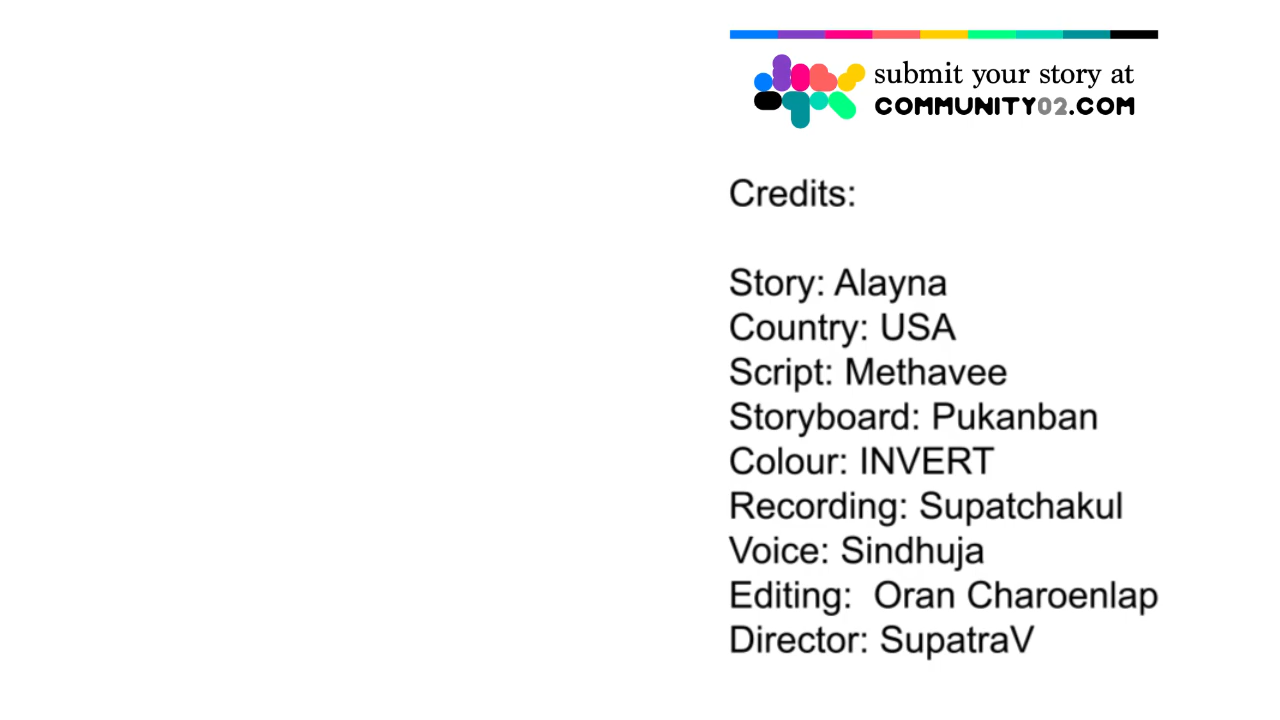 submit your story at
COMMUNITY02.COM
Credits:
Story: Alayna
Country: USA
Script: Methavee
Storyboard: Pukanban
Colour: INVERT
Recording: Supatchakul
Voice: Sindhuja
Editing:  Oran Charoenlap
Director: SupatraV